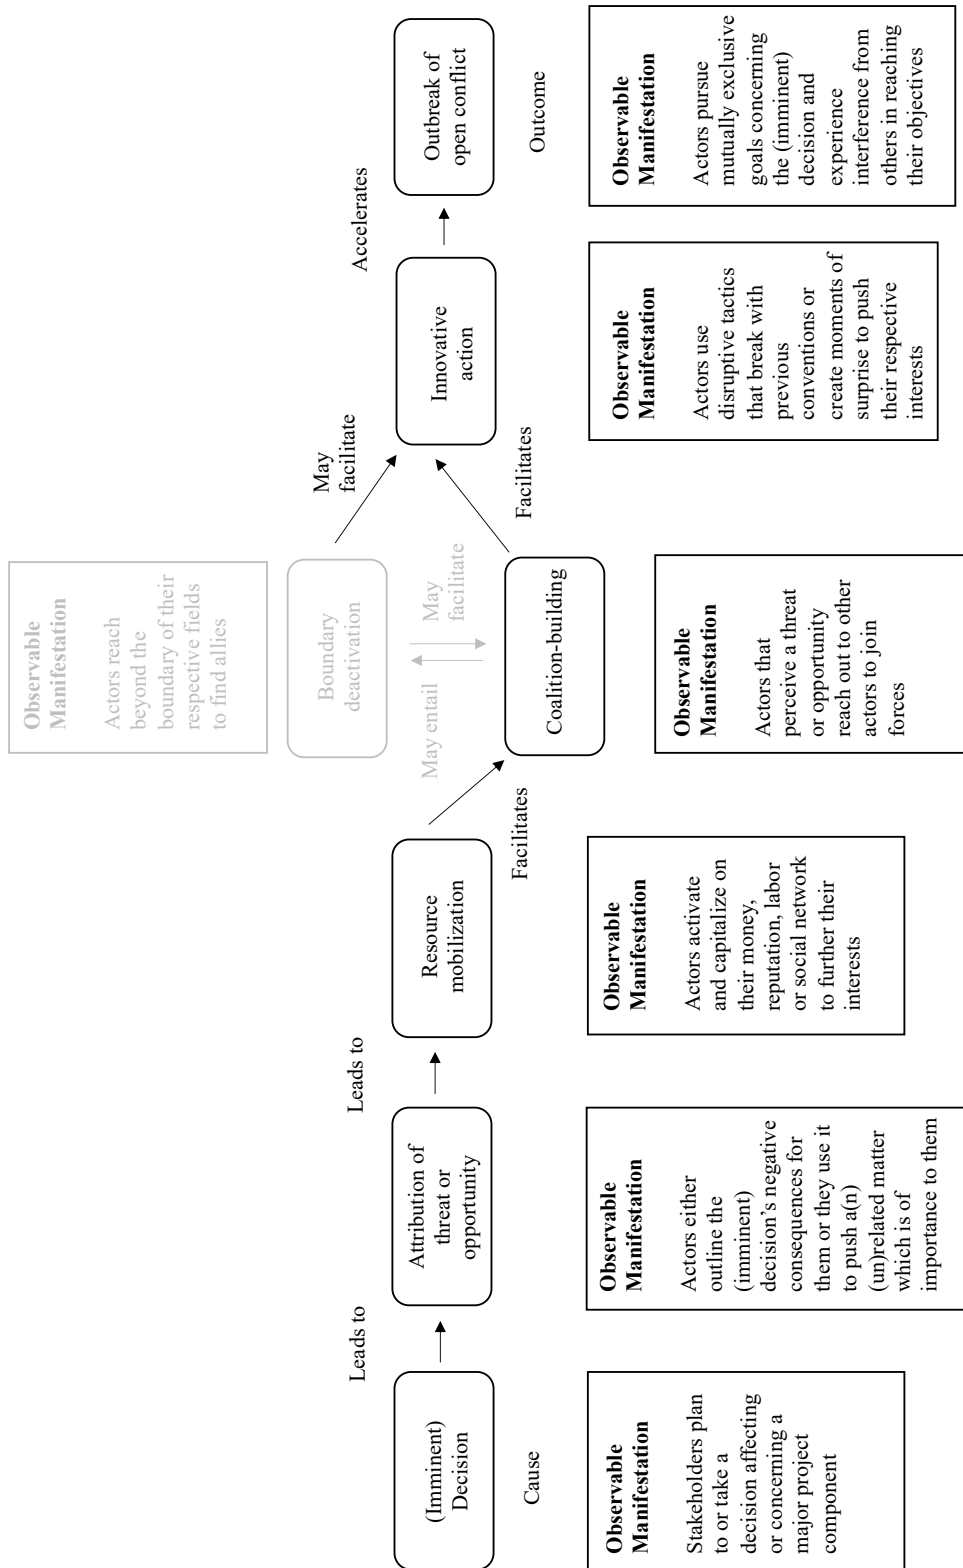 (Imminent)
Decision
Cause
Observable
Manifestation
Stakeholders plan
to or take a
decision affecting
or concerning a
major project
component
Leads to
Attribution of
threat or
opportunity
Observable
Manifestation
Actors either
outline the
(imminent)
decision’s negative
consequences for
them or they use it
to push a(n)
(un)related matter
which is of
importance to them
Leads to
Resource
mobilization
Observable
Manifestation
Actors activate
and capitalize on
their money,
reputation, labor
or social network
to further their
interests
Facilitates
Observable
Manifestation
Actors reach
beyond the
boundary of their
respective fields
to find allies
Boundary
deactivation
May entail
May
facilitate
Coalition-building
Observable
Manifestation
Actors that
perceive a threat
or opportunity
reach out to other
actors to join
forces
May
facilitate
Facilitates
Innovative
action
Observable
Manifestation
Actors use
disruptive tactics
that break with
previous
conventions or
create moments of
surprise to push
their respective
interests
Accelerates
Outbreak of
open conflict
Outcome
Observable
Manifestation
Actors pursue
mutually exclusive
goals concerning
the (imminent)
decision and
experience
interference from
others in reaching
their objectives